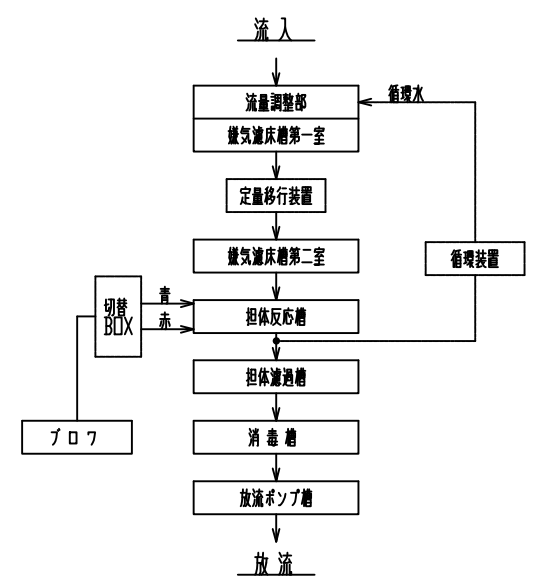 流入
流量調整部
循環水
嫌気濾床槽第一室
定量移行装置
嫌気濾床槽第二室
循環装置
切替
BOX
青
赤
担体反応槽
担体濾過槽
ブロワ
消毒槽
放流ポンプ槽
放流